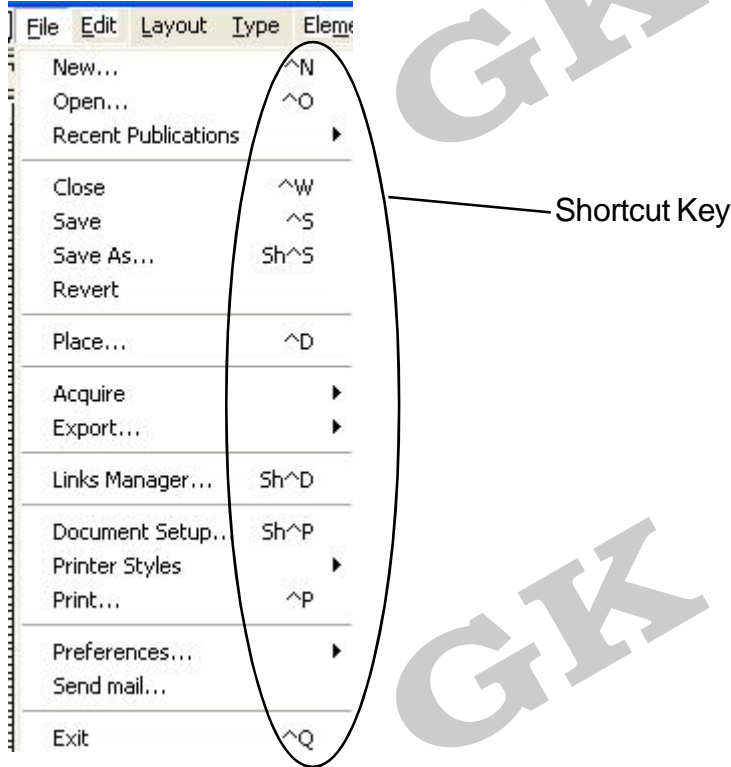 File Edit Layout Type Eleme
New... ^N
Open... ^O
Recent Publications
Close ^W
Save ^S
Save As... Sh^S
Revert
Place... ^D
Acquire
Export...
Links Manager... Sh^D
Document Setup.. Sh^P
Printer Styles
Print... ^P
Preferences...
Send mail...
Exit ^Q
Shortcut Key
GK
GK